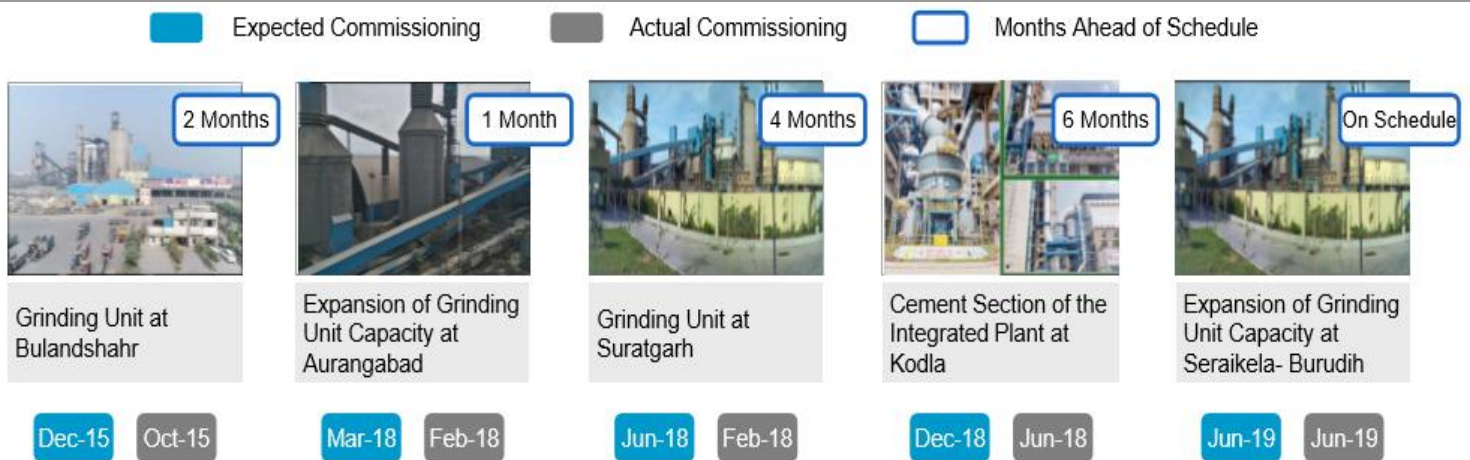 Expected Commissioning
Actual Commissioning
Months Ahead of Schedule
2 Months
1 Month
4 Months
6 Months
On Schedule
Grinding Unit at
Bulandshahr
Expansion of Grinding
Unit Capacity at
Aurangabad
Grinding Unit at
Suratgarh
Cement Section of the
Integrated Plant at
Kodla
Expansion of Grinding
Unit Capacity at
Seraikela- Burudih
Dec-15
Oct-15
Mar-18
Feb-18
Jun-18
Feb-18
Dec-18
Jun-18
Jun-19
Jun-19